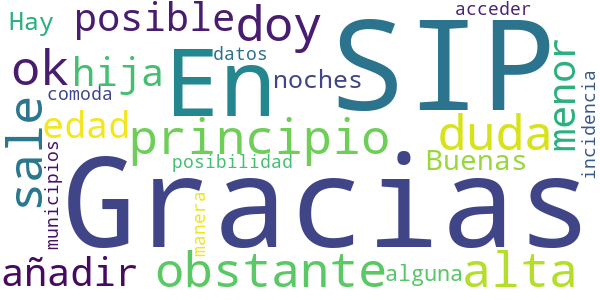 Hay
posible
doy
acceder
ok
hija
En
datos
noches
SIP
menor
comoda
edad
principio
duda
incidencia
sale
municipios
posibilidad
Buenas
Gracias
manera
añadir
obstante
alguna
alta